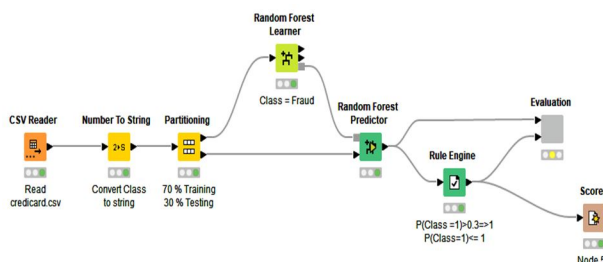 Random Forest
Learner
Class = Fraud
CSV Reader
Number To String
Partitioning
Random Forest
Predictor
Evaluation
2▸S
Read
credicard.csv
Convert Class
to string
70 % Training
30 % Testing
Rule Engine
P(Class =1)>0.3=>1
P(Class=1)<= 1
Score
Node